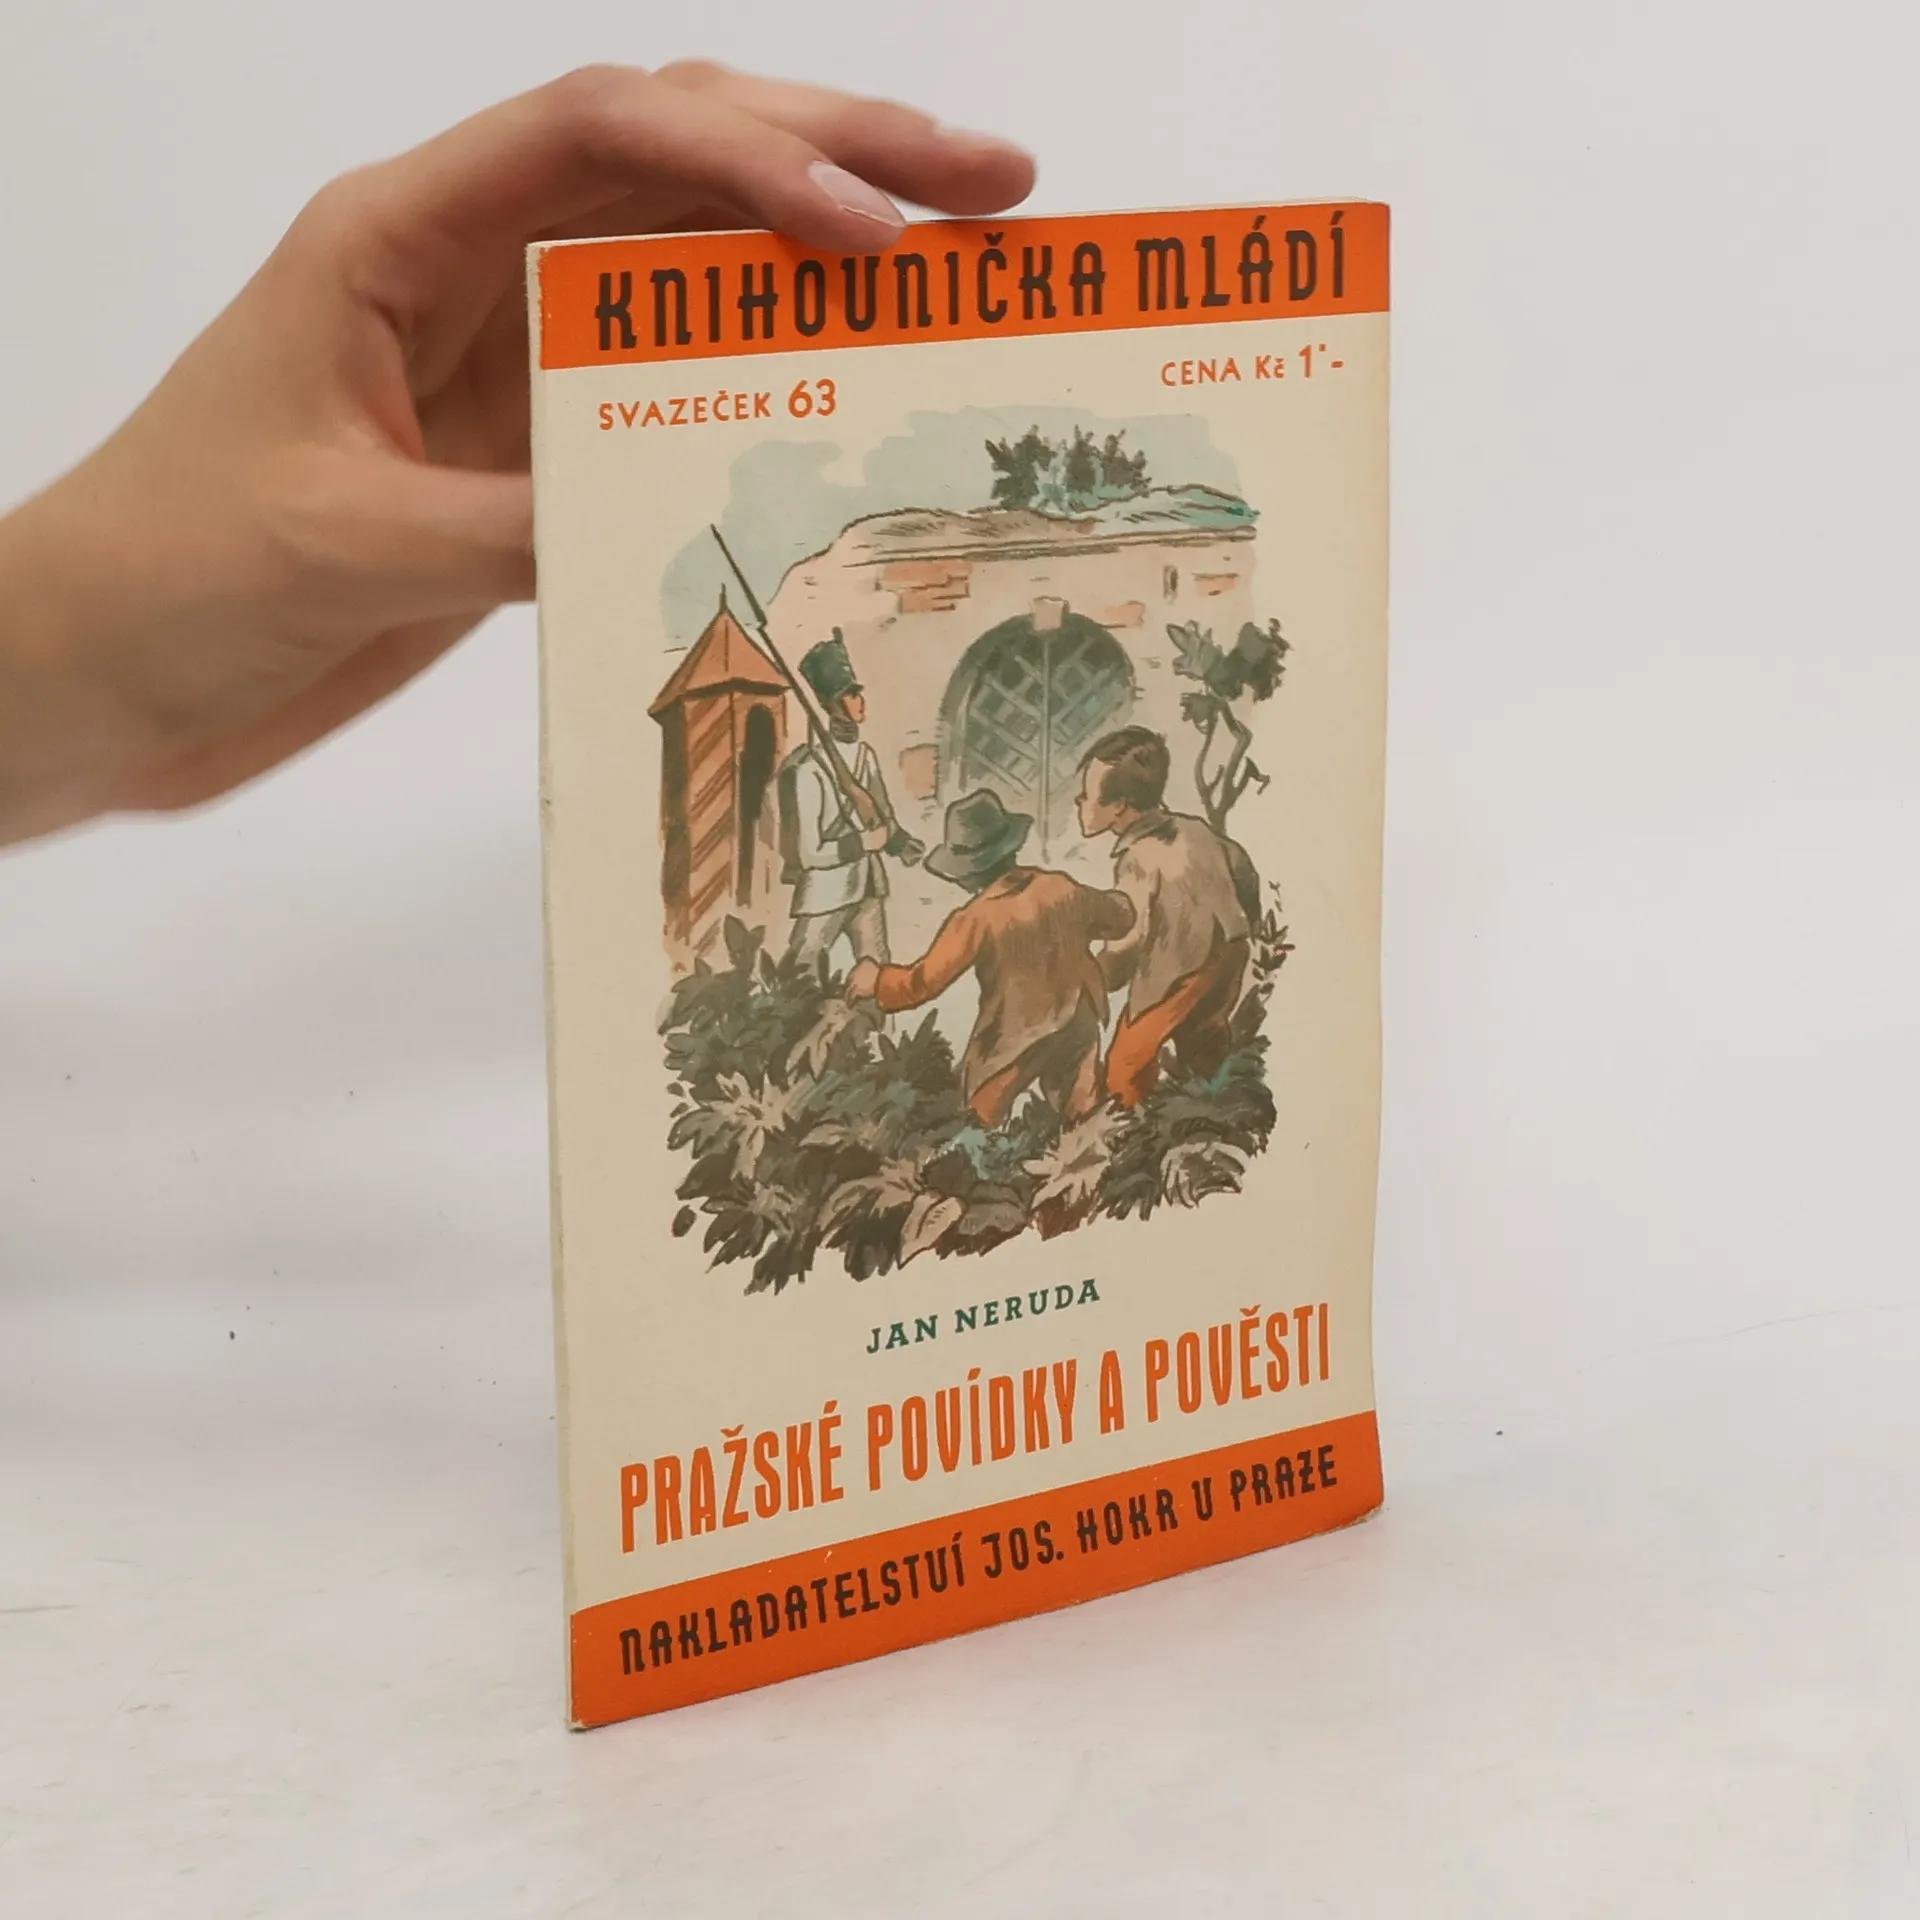 KNIHOVNIČKA MLÁDÍ
SVAZEČEK 63
CENA Kč 1·-
JAN NERUDA
PRAŽSKÉ POVÍDKY A POVĚSTI
NAKLADATELSTVÍ JOS. HOKR V PRAZE